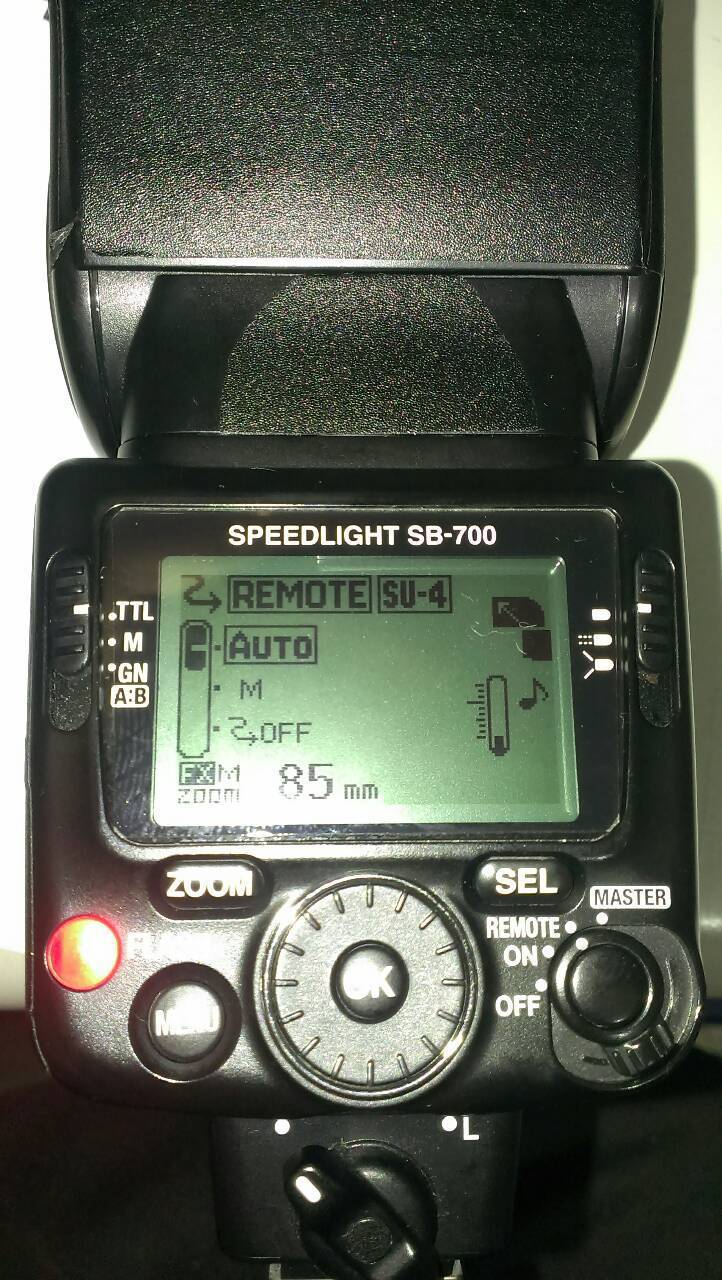 SPEEDLIGHT SB-700
REMOTE SU-4
AUTO
M
OFF
EXM
ZOOM 85 mm
TTL
M
GN
A:B
ZOOM
SEL
MASTER
REMOTE
ON
OFF
OK
MENU
L